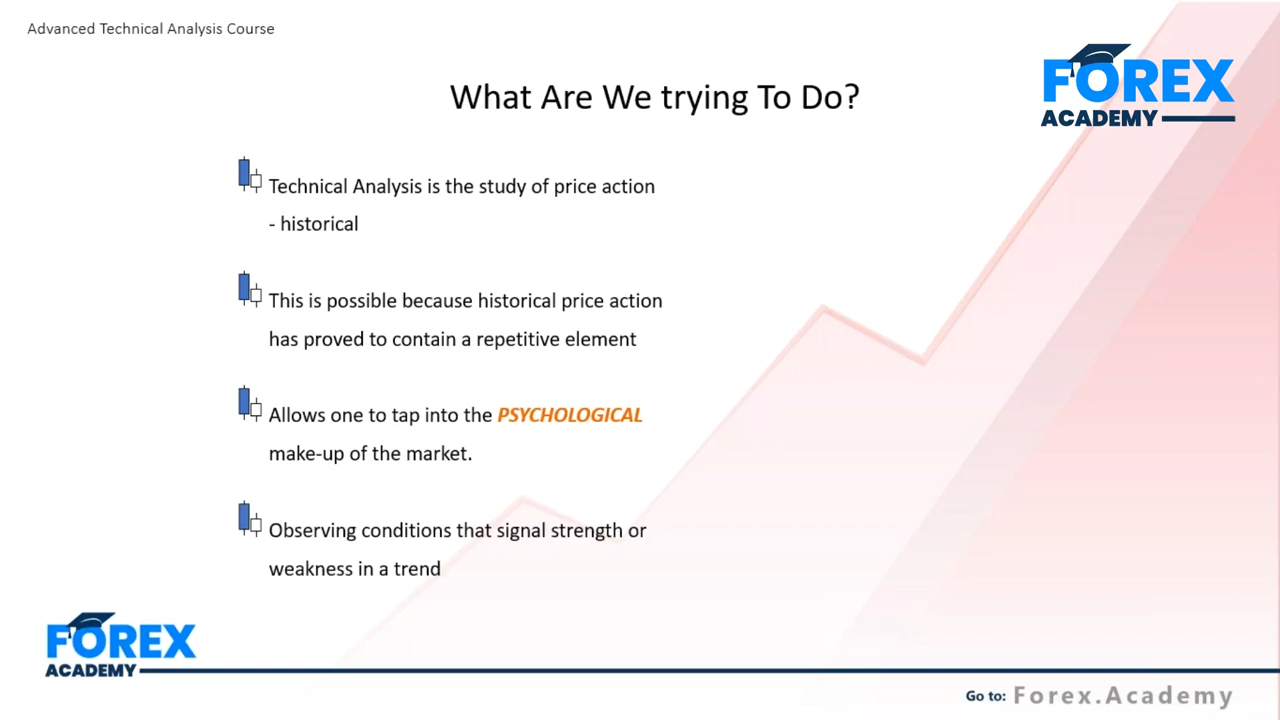 Advanced Technical Analysis Course
FOREX
ACADEMY
What Are We trying To Do?
Technical Analysis is the study of price action
- historical
This is possible because historical price action
has proved to contain a repetitive element
Allows one to tap into the PSYCHOLOGICAL
make-up of the market.
Observing conditions that signal strength or
weakness in a trend
FOREX
ACADEMY
Go to: Forex.Academy